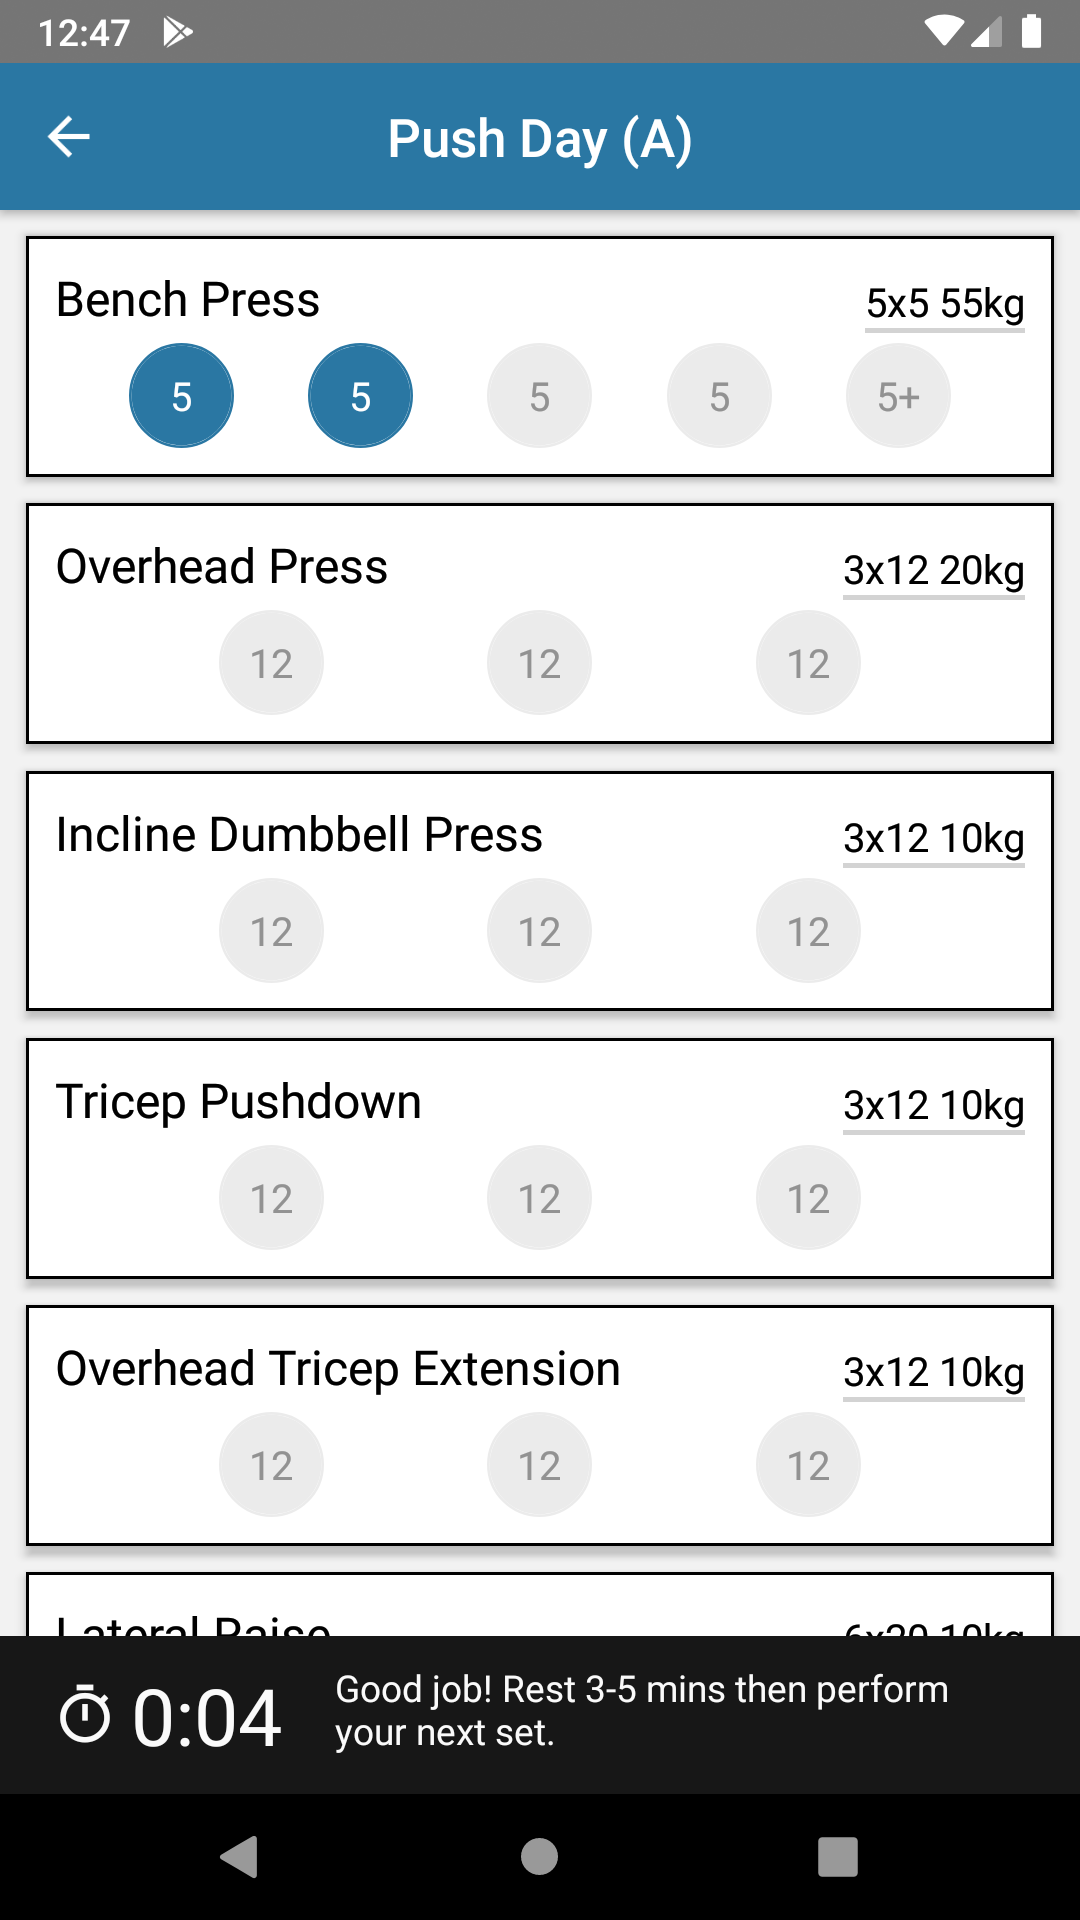 12:47
Push Day (A)
Bench Press
5x5 55kg
5 5 5 5 5+
Overhead Press
3x12 20kg
12 12 12
Incline Dumbbell Press
3x12 10kg
12 12 12
Tricep Pushdown
3x12 10kg
12 12 12
Overhead Tricep Extension
3x12 10kg
12 12 12
Lateral Raise
6x20 10kg
0:04
Good job! Rest 3-5 mins then perform
your next set.